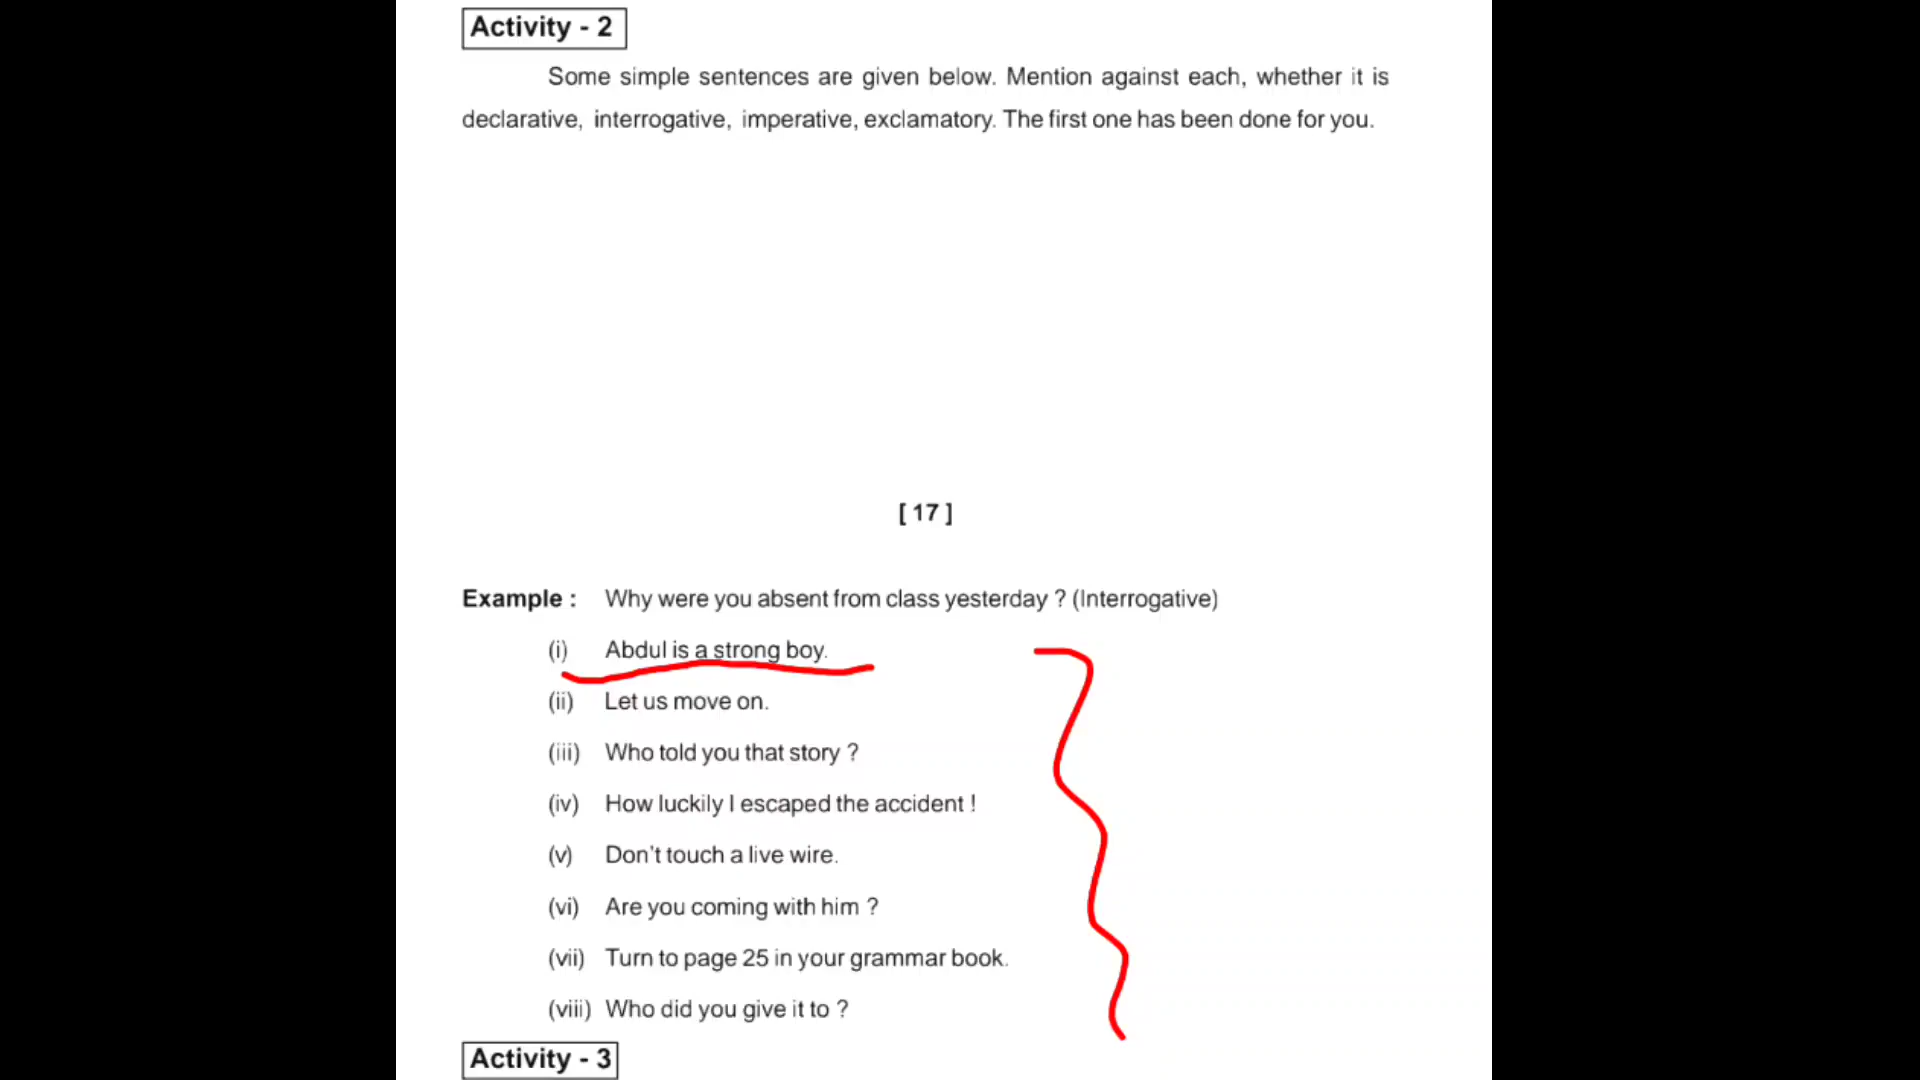 Activity - 2
Some simple sentences are given below. Mention against each, whether it is
declarative, interrogative, imperative, exclamatory. The first one has been done for you.
[ 17 ]
Example : Why were you absent from class yesterday ? (Interrogative)
(i) Abdul is a strong boy.
(ii) Let us move on.
(iii) Who told you that story ?
(iv) How luckily I escaped the accident !
(v) Don't touch a live wire.
(vi) Are you coming with him ?
(vii) Turn to page 25 in your grammar book.
(viii) Who did you give it to ?
Activity - 3